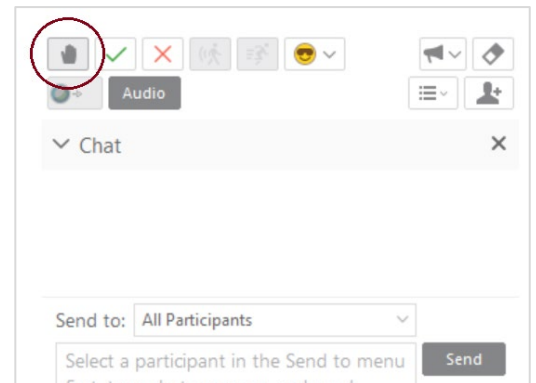 Audio
Chat
Send to: All Participants
Select a participant in the Send to menu
Send